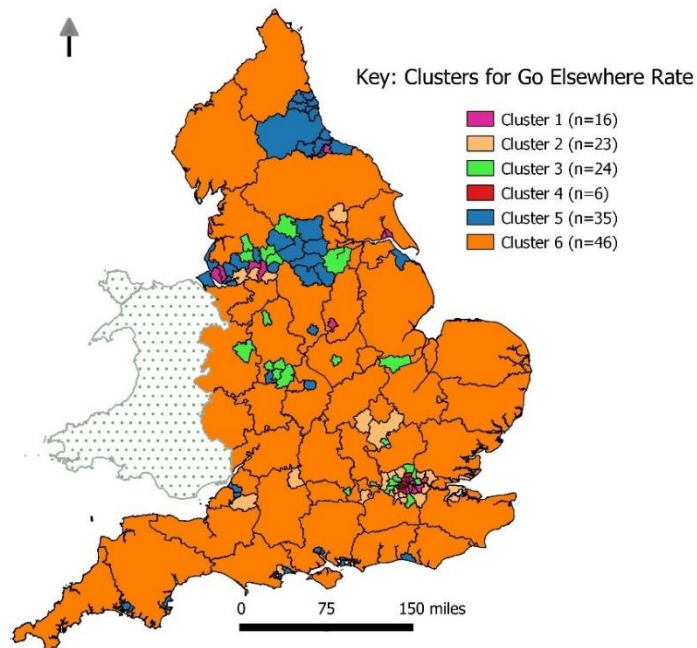 Key: Clusters for Go Elsewhere Rate
Cluster 1 (n=16)
Cluster 2 (n=23)
Cluster 3 (n=24)
Cluster 4 (n=6)
Cluster 5 (n=35)
Cluster 6 (n=46)
0 75 150 miles